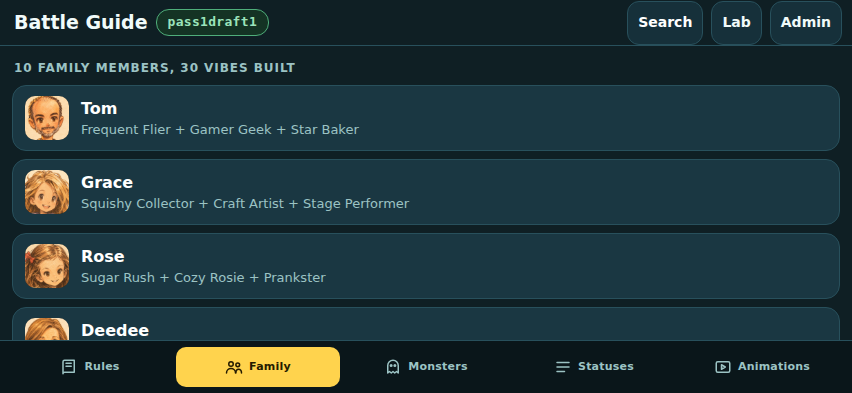 Battle Guide
pass1draft1
Search
Lab
Admin
10 FAMILY MEMBERS, 30 VIBES BUILT
Tom
Frequent Flier + Gamer Geek + Star Baker
Grace
Squishy Collector + Craft Artist + Stage Performer
Rose
Sugar Rush + Cozy Rosie + Prankster
Deedee
Rules
Family
Monsters
Statuses
Animations